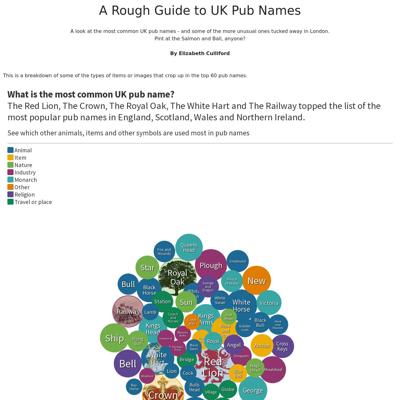 A Rough Guide to UK Pub Names
A look at the most common UK pub names - and some of the more unusual ones tucked away in London.
Pint at the Salmon and Ball, anyone?
By Elizabeth Culliford
This is a breakdown of some of the types of items or images that crop up in the top 60 pub names.
What is the most common UK pub name?
The Red Lion, The Crown, The Royal Oak, The White Hart and The Railway topped the list of the
most popular pub names in England, Scotland, Wales and Northern Ireland.
See which other animals, items and other symbols are used most in pub names
Animal
Item
Nature
Industry
Monarch
Other
Religion
Travel or place
Queens
Head
Star
Royal
Oak
Plough
New
Bull
Black
Horse
Station
Sun
White
Horse
Victoria
Railway
Lamb
Kings
Head
Kings
Arms
Black
Bull
Ship
Royal
Angel
Cross
Keys
Bell
White
Hart
Bridge
Red
Lion
Lion
Cock
Crown
Bulls
Head
Village
Globe
George